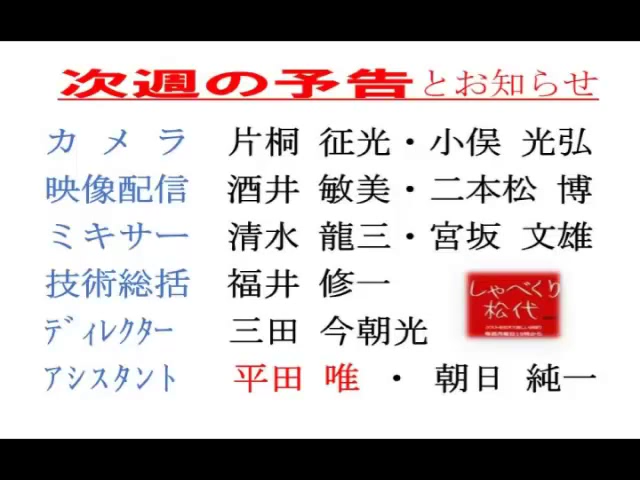 次週の予告とお知らせ
カメラ 片桐 征光・小俣 光弘
映像配信 酒井 敏美・二本松 博
ミキサー 清水 龍三・宮坂 文雄
技術総括 福井 修一
しゃべくり
松代
ﾃﾞｨﾚｸﾀｰ 三田 今朝光
ｱｼｽﾀﾝﾄ 平田 唯 ・ 朝日 純一